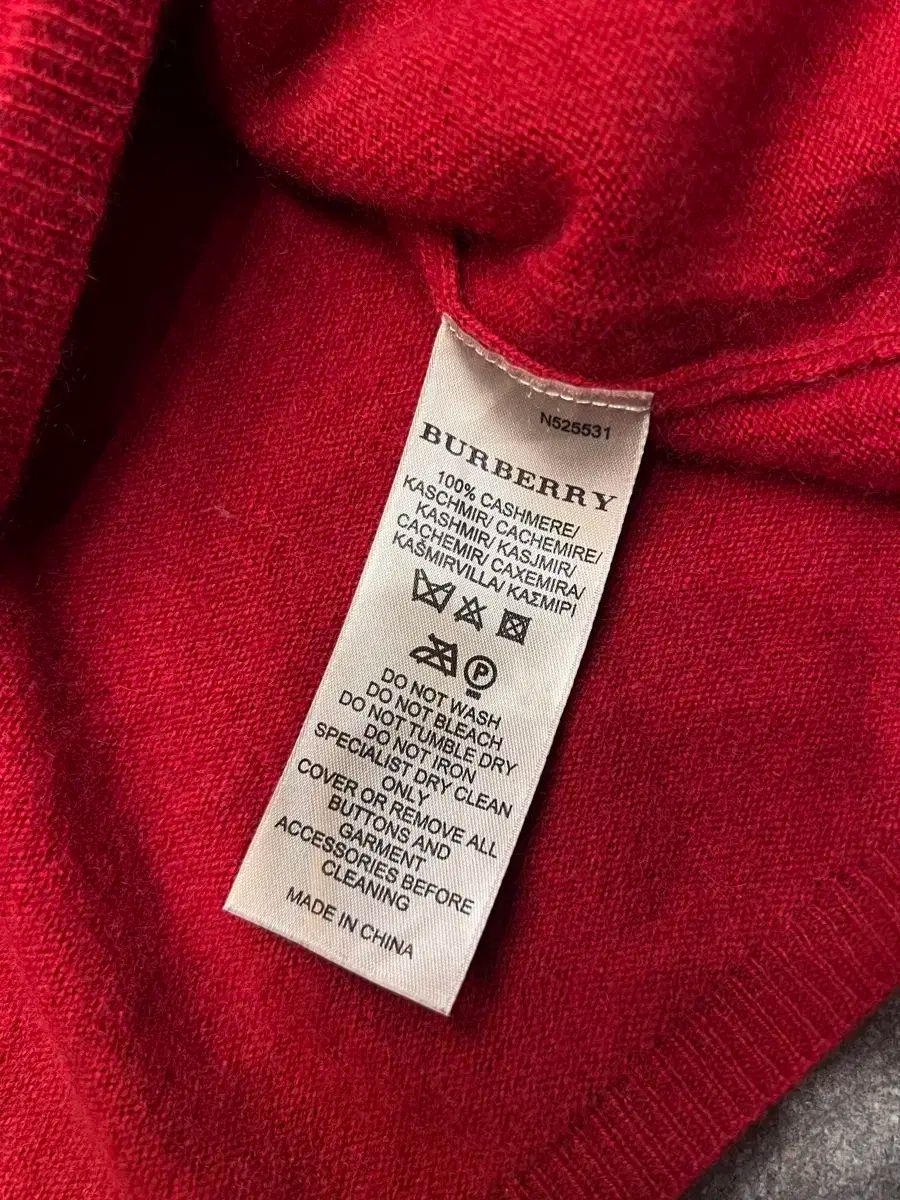 N525531
BURBERRY
100% CASHMERE/
KASCHMIR/ CACHEMIRE/
KASHMIR/ KASJMIR/
CACHEMIR/ CAXEMIRA/
KAŠMIRVILLA/ ΚΑΣΜΙΡΙ
P
DO NOT WASH
DO NOT BLEACH
DO NOT TUMBLE DRY
DO NOT IRON
SPECIALIST DRY CLEAN
ONLY
COVER OR REMOVE ALL
BUTTONS AND
GARMENT
ACCESSORIES BEFORE
CLEANING
MADE IN CHINA